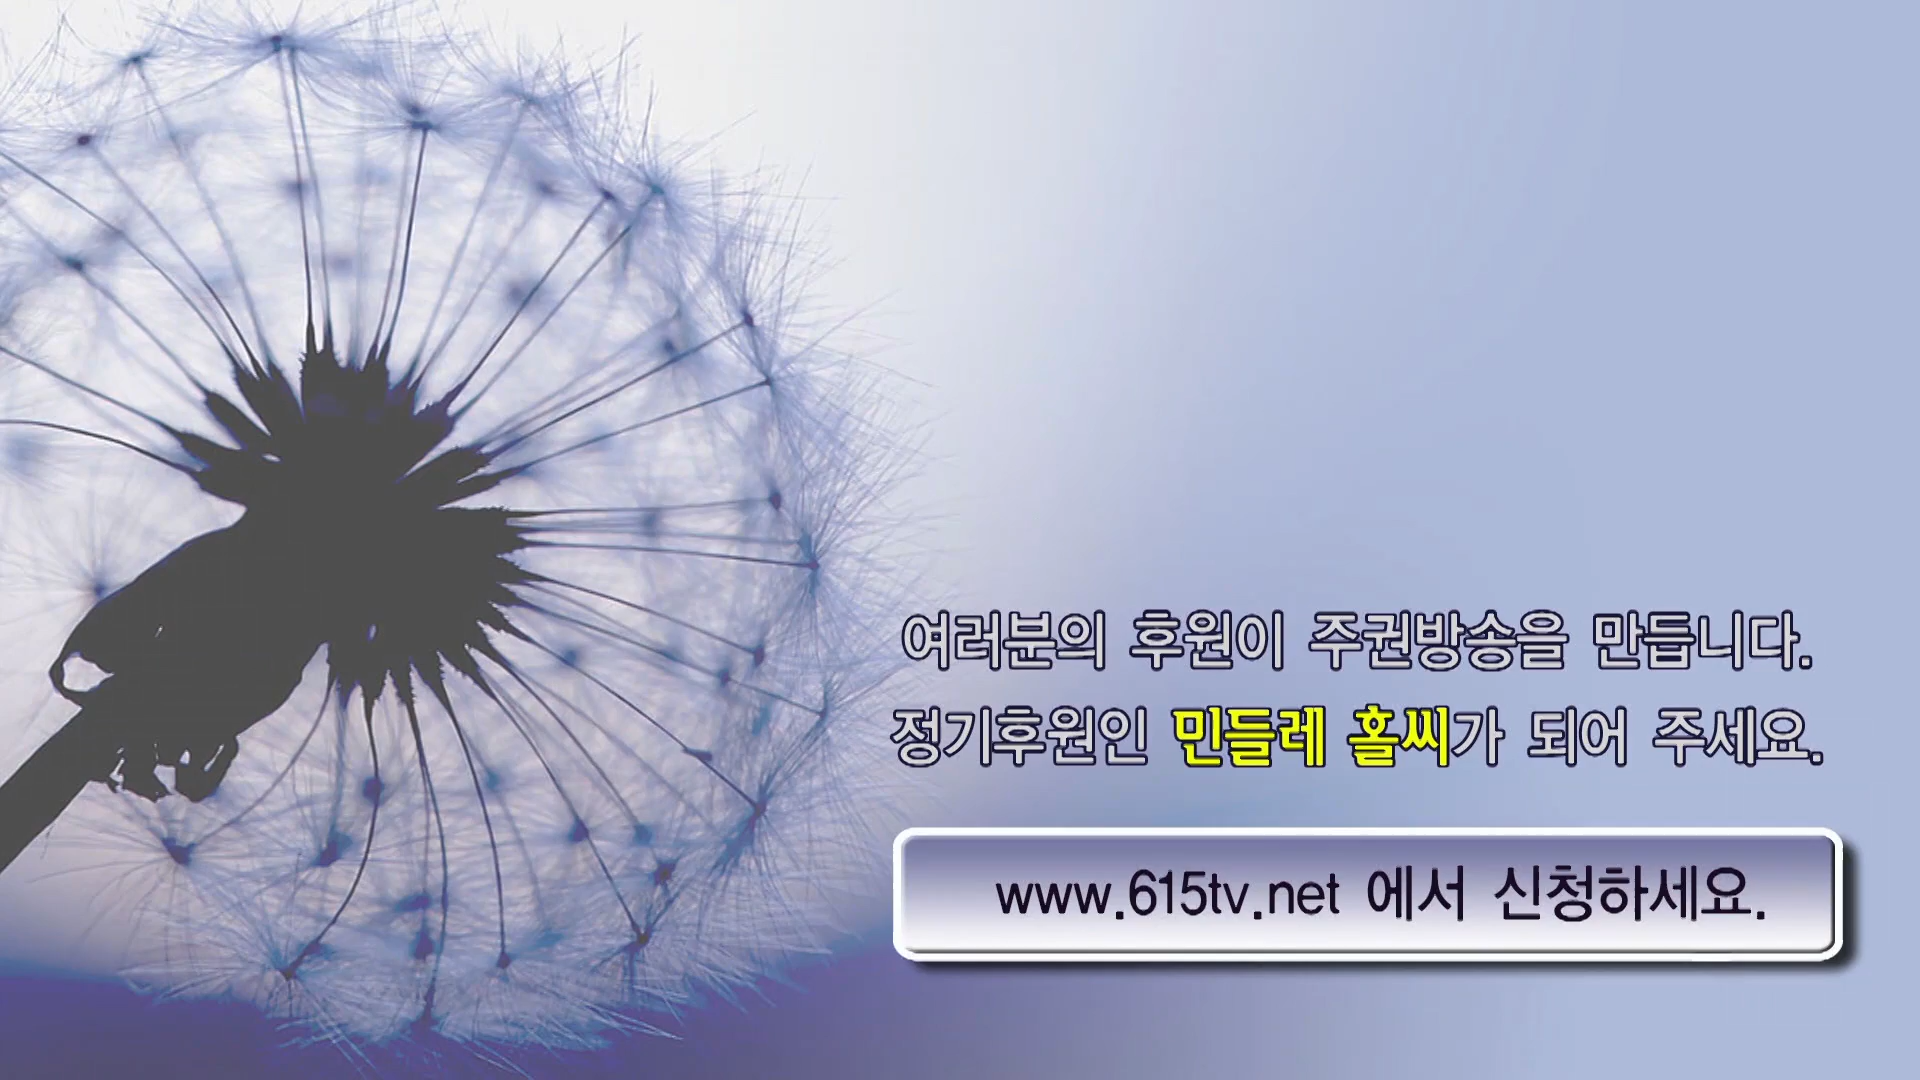 여러분의 후원이 주권방송을 만듭니다.
정기후원인 민들레 홀씨가 되어 주세요.
www.615tv.net 에서 신청하세요.